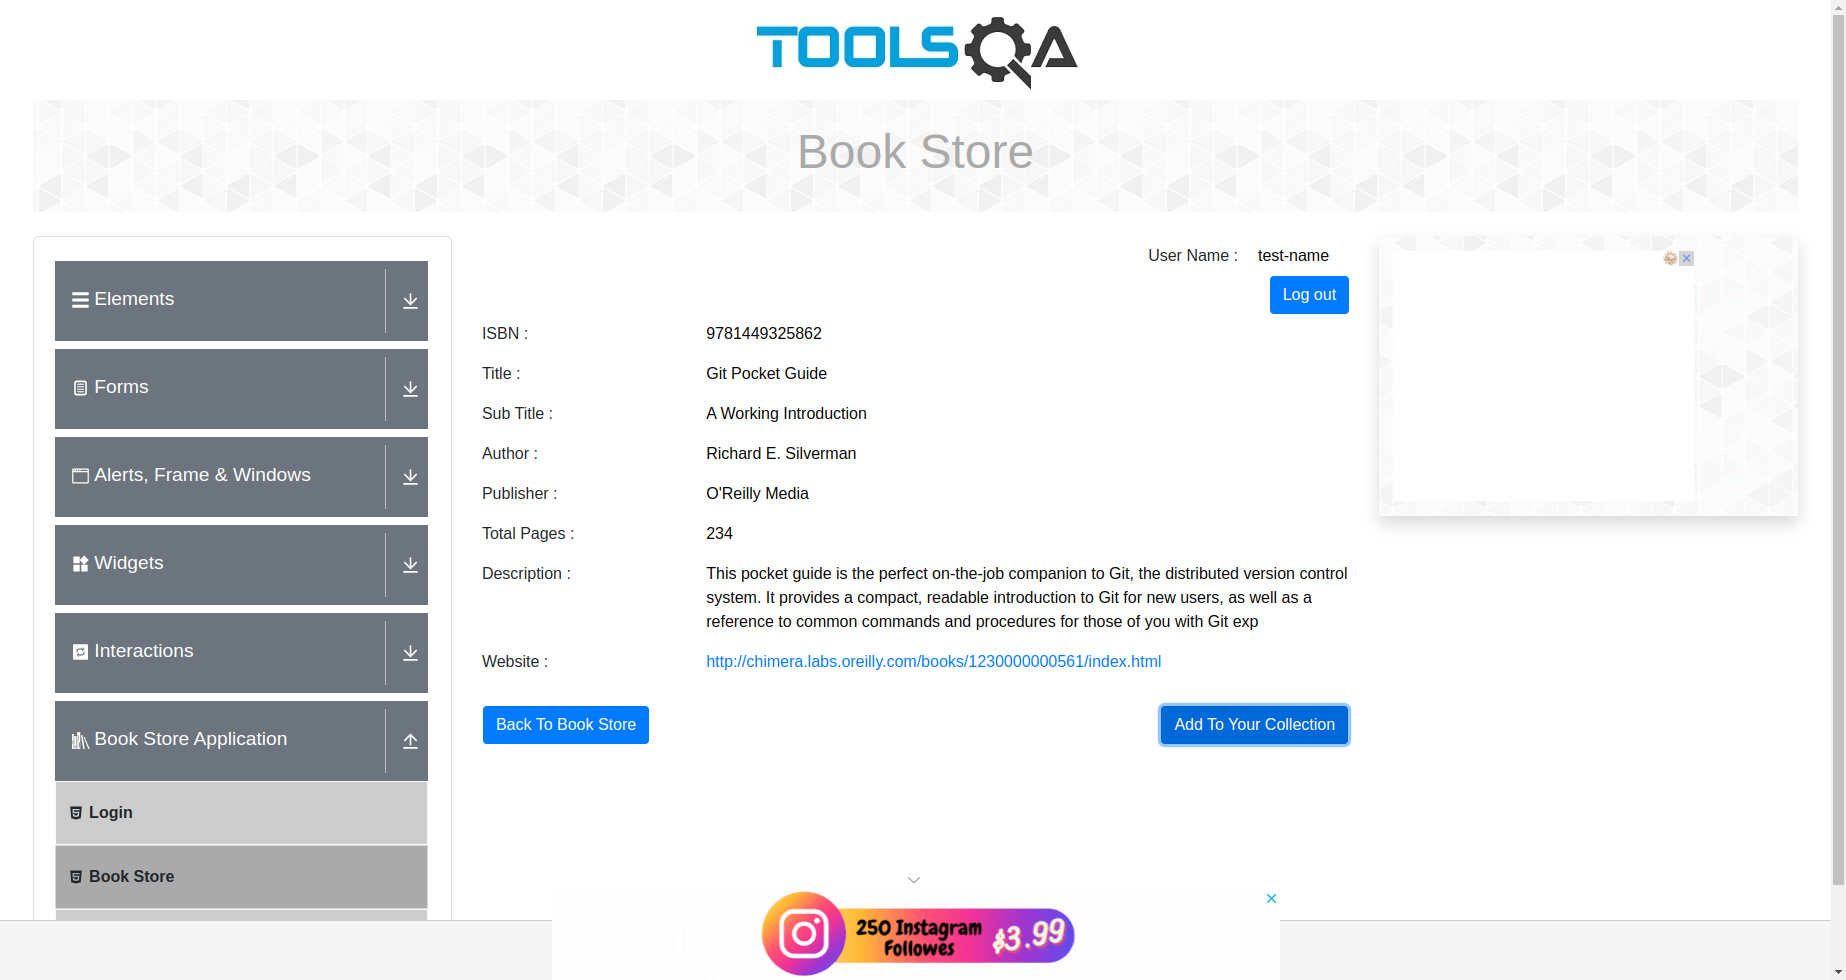 TOOLSQA
Book Store
Elements
Forms
Alerts, Frame & Windows
Widgets
Interactions
Book Store Application
Login
Book Store
User Name : test-name
Log out
ISBN : 9781449325862
Title : Git Pocket Guide
Sub Title : A Working Introduction
Author : Richard E. Silverman
Publisher : O'Reilly Media
Total Pages : 234
Description : This pocket guide is the perfect on-the-job companion to Git, the distributed version control
system. It provides a compact, readable introduction to Git for new users, as well as a
reference to common commands and procedures for those of you with Git exp
Website : http://chimera.labs.oreilly.com/books/1230000000561/index.html
Back To Book Store
Add To Your Collection
250 Instagram
Followes
$3.99